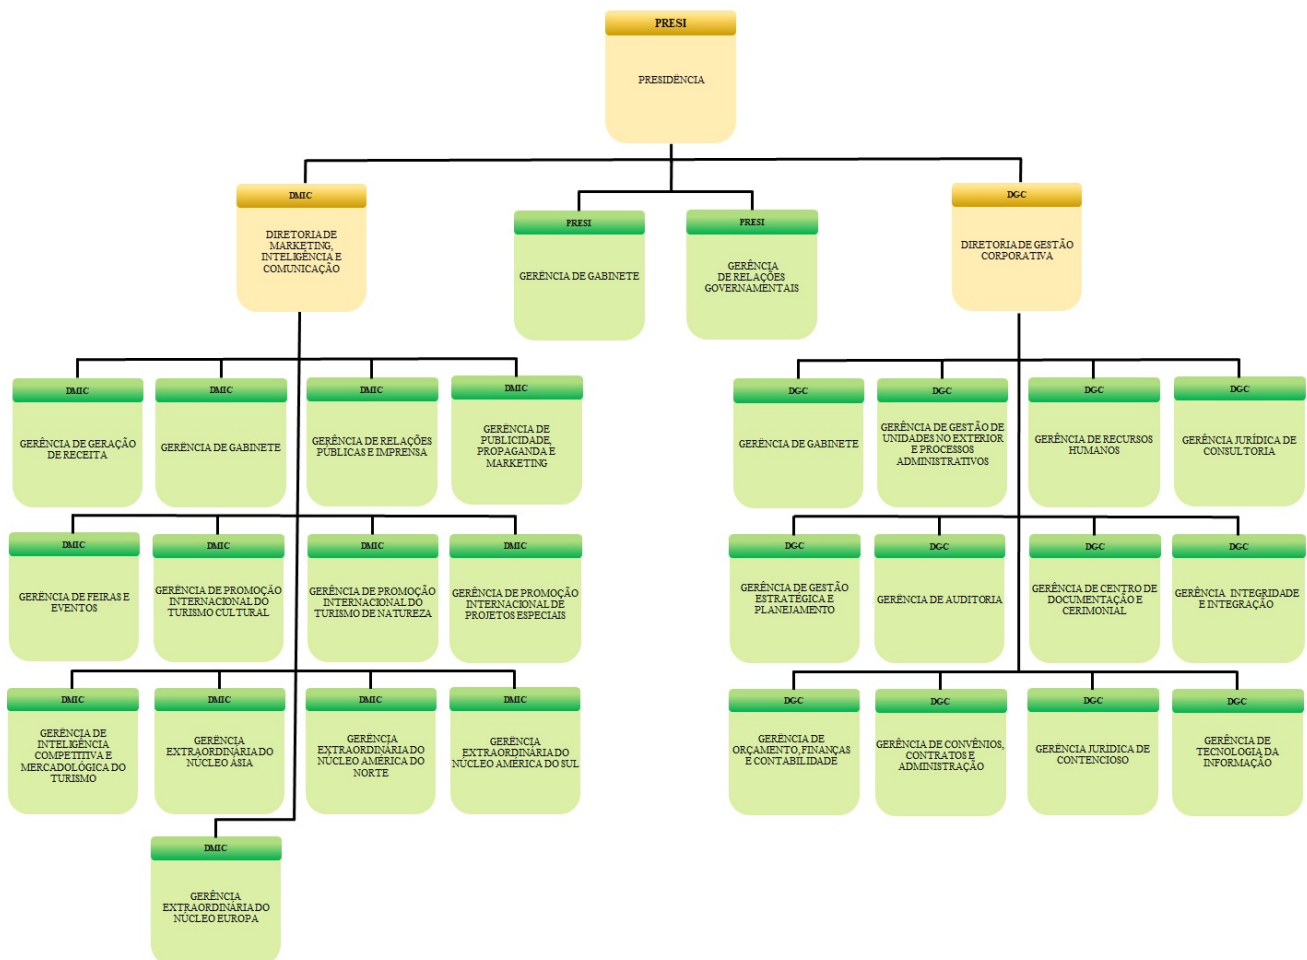 PRESI
PRESIDÊNCIA
DMIC
DIRETORIA DE
MARKETING,
INTELIGÊNCIA E
COMUNICAÇÃO
PRESI
GERÊNCIA DE GABINETE
PRESI
GERÊNCIA
DE RELAÇÕES
GOVERNAMENTAIS
DGC
DIRETORIA DE GESTÃO
CORPORATIVA
DMIC
GERÊNCIA DE GERAÇÃO
DE RECEITA
DMIC
GERÊNCIA DE GABINETE
DMIC
GERÊNCIA DE RELAÇÕES
PÚBLICAS E IMPRENSA
DMIC
GERÊNCIA DE
PUBLICIDADE,
PROPAGANDA E
MARKETING
DGC
GERÊNCIA DE GABINETE
DGC
GERÊNCIA DE GESTÃO DE
UNIDADES NO EXTERIOR
E PROCESSOS
ADMINISTRATIVOS
DGC
GERÊNCIA DE RECURSOS
HUMANOS
DGC
GERÊNCIA JURÍDICA DE
CONSULTORIA
DMIC
GERÊNCIA DE FEIRAS E
EVENTOS
DMIC
GERÊNCIA DE PROMOÇÃO
INTERNACIONAL DO
TURISMO CULTURAL
DMIC
GERÊNCIA DE PROMOÇÃO
INTERNACIONAL DO
TURISMO DE NATUREZA
DMIC
GERÊNCIA DE PROMOÇÃO
INTERNACIONAL DE
PROJETOS ESPECIAIS
DGC
GERÊNCIA DE GESTÃO
ESTRATÉGICA E
PLANEJAMENTO
DGC
GERÊNCIA DE AUDITORIA
DGC
GERÊNCIA DE CENTRO DE
DOCUMENTAÇÃO E
CERIMONIAL
DGC
GERÊNCIA INTEGRIDADE
E INTEGRAÇÃO
DMIC
GERÊNCIA DE
INTELIGÊNCIA
COMPETITIVA E
MERCADOLÓGICA DO
TURISMO
DMIC
GERÊNCIA
EXTRAORDINÁRIA DO
NÚCLEO ÁSIA
DMIC
GERÊNCIA
EXTRAORDINÁRIA DO
NÚCLEO AMÉRICA DO
NORTE
DMIC
GERÊNCIA
EXTRAORDINÁRIA DO
NÚCLEO AMÉRICA DO SUL
DGC
GERÊNCIA DE
ORÇAMENTO, FINANÇAS
E CONTABILIDADE
DGC
GERÊNCIA DE CONVÊNIOS,
CONTRATOS E
ADMINISTRAÇÃO
DGC
GERÊNCIA JURIDICA DE
CONTENCIOSO
DGC
GERÊNCIA DE
TECNOLOGIA DA
INFORMAÇÃO
DMIC
GERÊNCIA
EXTRAORDINÁRIA DO
NÚCLEO EUROPA